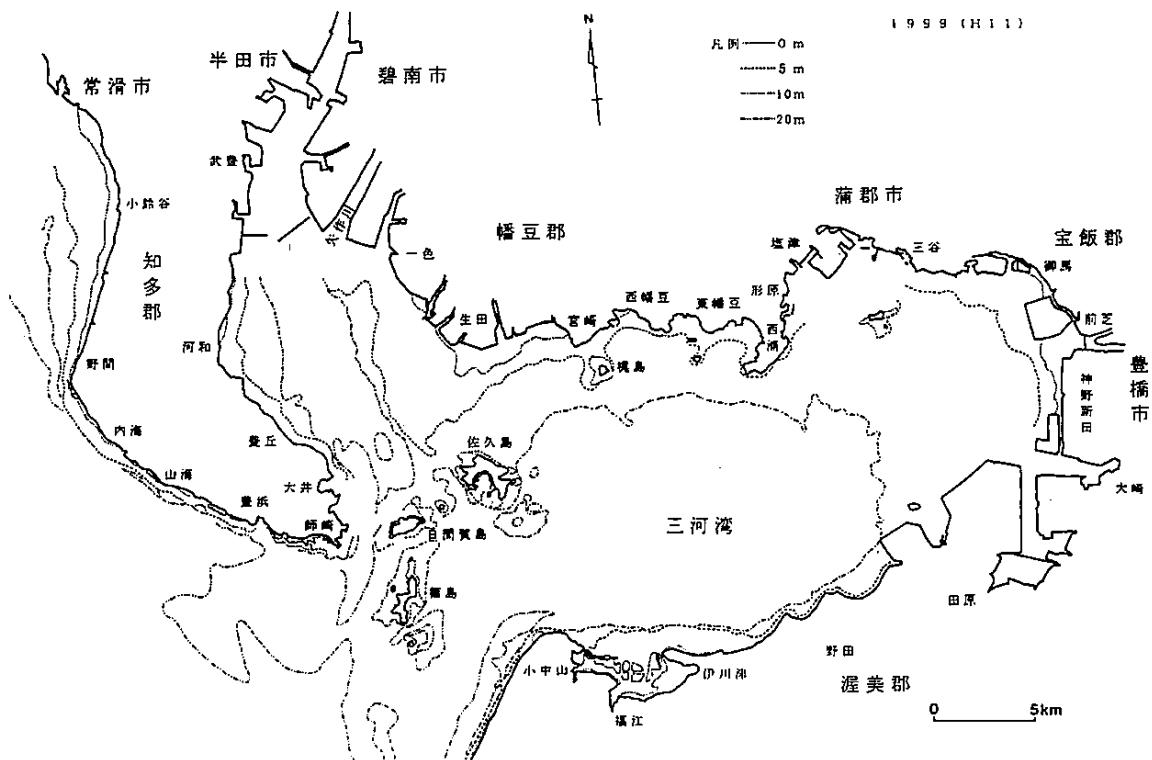 1999 (H11)
N
凡例 0 m
5 m
10m
20m
常滑市
半田市
碧南市
武豊
小鈴谷
知多郡
矢作川
一色
幡豆郡
蒲郡市
宝飯郡
塩津
三谷
御馬
形原
西幡豆
東幡豆
生田
宮崎
西浦
前芝
豊橋市
神野新田
河和
野間
梶島
内海
豊丘
佐久島
山海
大井
豊浜
師崎
日間賀島
三河湾
大崎
篠島
田原
小中山
伊川津
野田
渥美郡
福江
0 5km